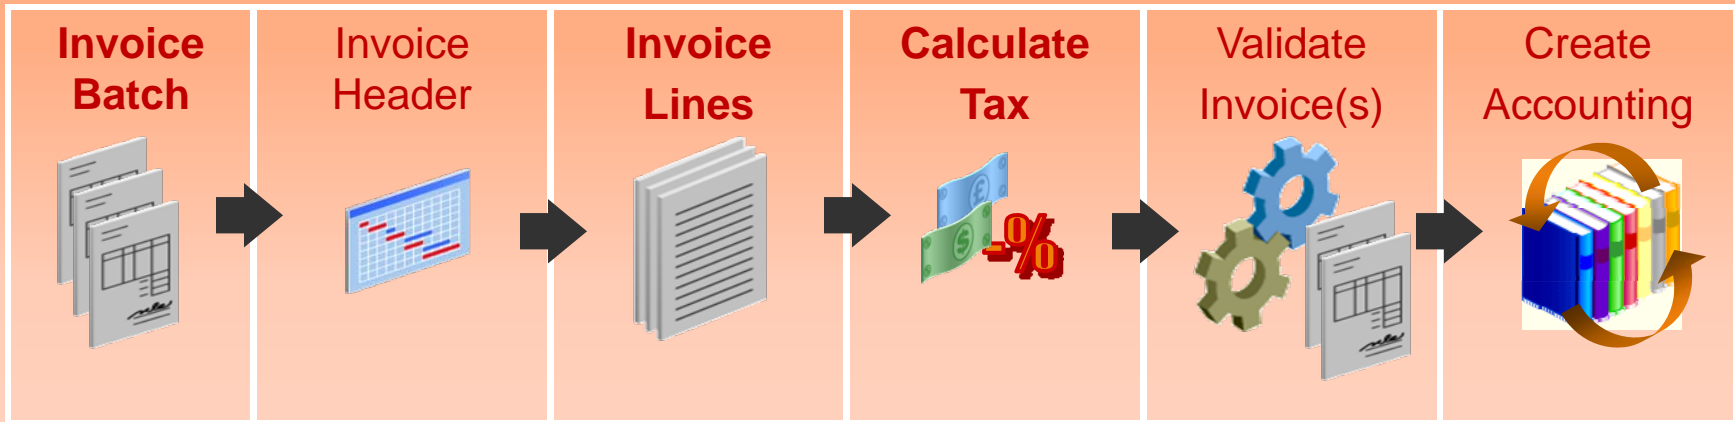 Invoice
Batch
Invoice
Header
Invoice
Lines
Calculate
Tax
Validate
Invoice(s)
Create
Accounting
£
$
-%